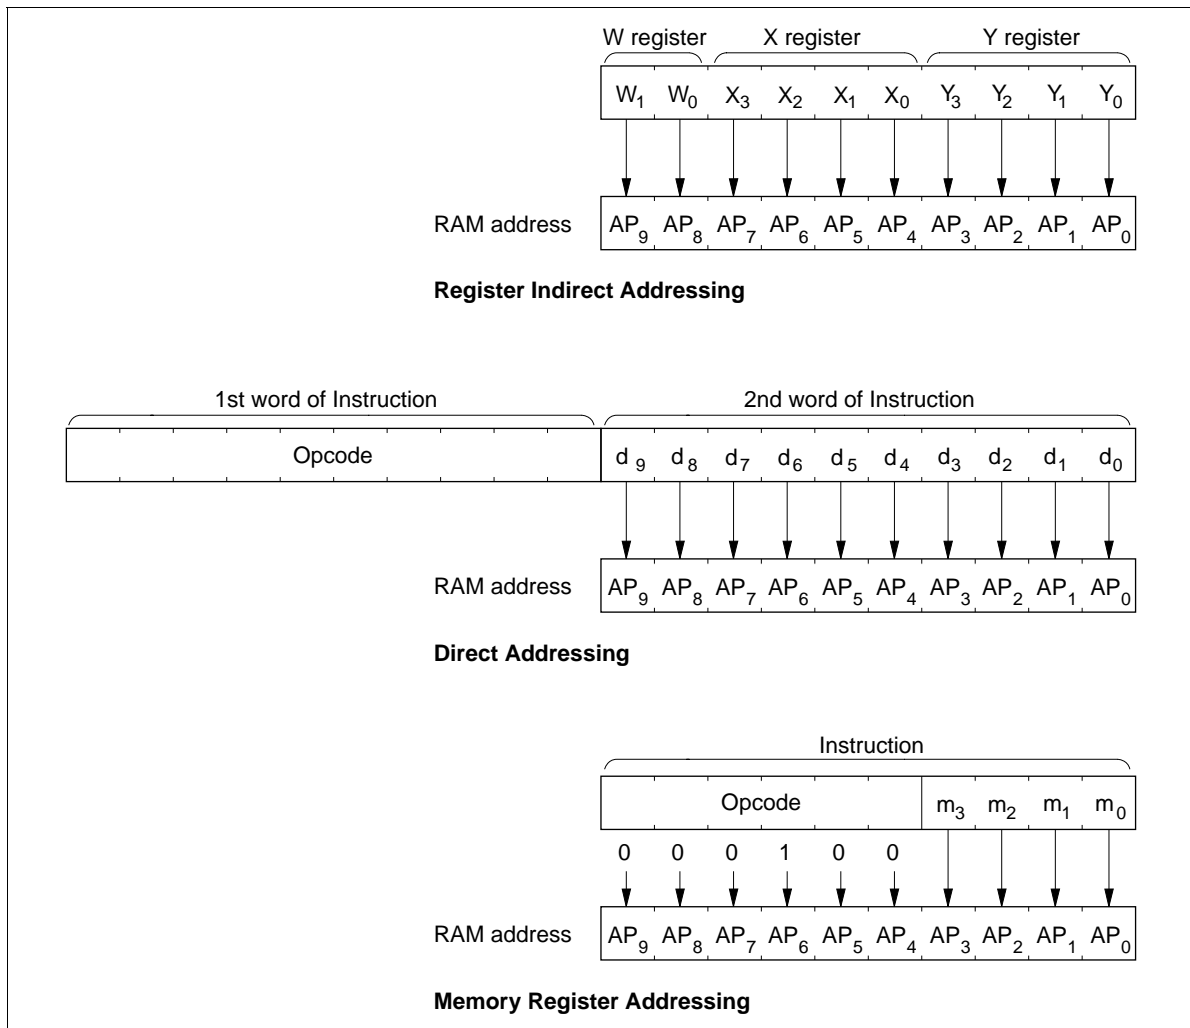 W register X register Y register
W1 W0 X3 X2 X1 X0 Y3 Y2 Y1 Y0
RAM address AP9 AP8 AP7 AP6 AP5 AP4 AP3 AP2 AP1 AP0
Register Indirect Addressing
1st word of Instruction 2nd word of Instruction
Opcode d9 d8 d7 d6 d5 d4 d3 d2 d1 d0
RAM address AP9 AP8 AP7 AP6 AP5 AP4 AP3 AP2 AP1 AP0
Direct Addressing
Instruction
Opcode m3 m2 m1 m0
0 0 0 1 0 0
RAM address AP9 AP8 AP7 AP6 AP5 AP4 AP3 AP2 AP1 AP0
Memory Register Addressing